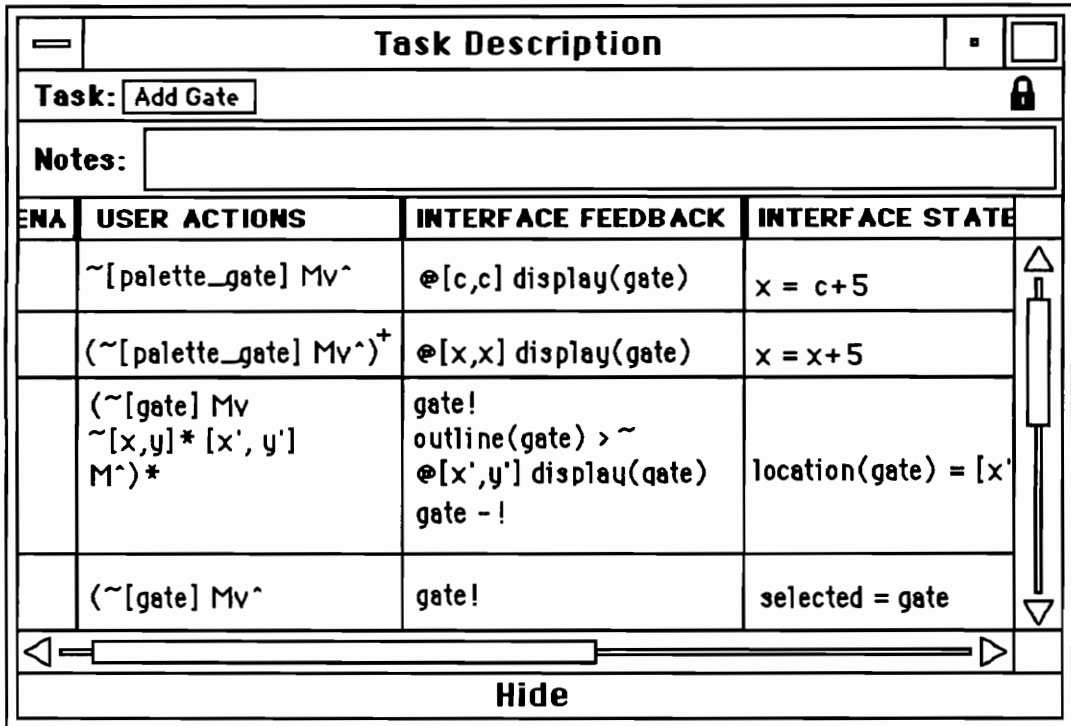 Task Description
Task: Add Gate
Notes:
ENA USER ACTIONS INTERFACE FEEDBACK INTERFACE STATE
~[palette_gate] Mv^ @[c,c] display(gate) x = c+5
(~[palette_gate] Mv^)+ @[x,x] display(gate) x = x+5
(~[gate] Mv gate!
~[x,y]* [x', y'] outline(gate) > ~
M^)* @[x',y'] display(gate) location(gate) = [x'
gate -!
(~[gate] Mv^ gate! selected = gate
Hide